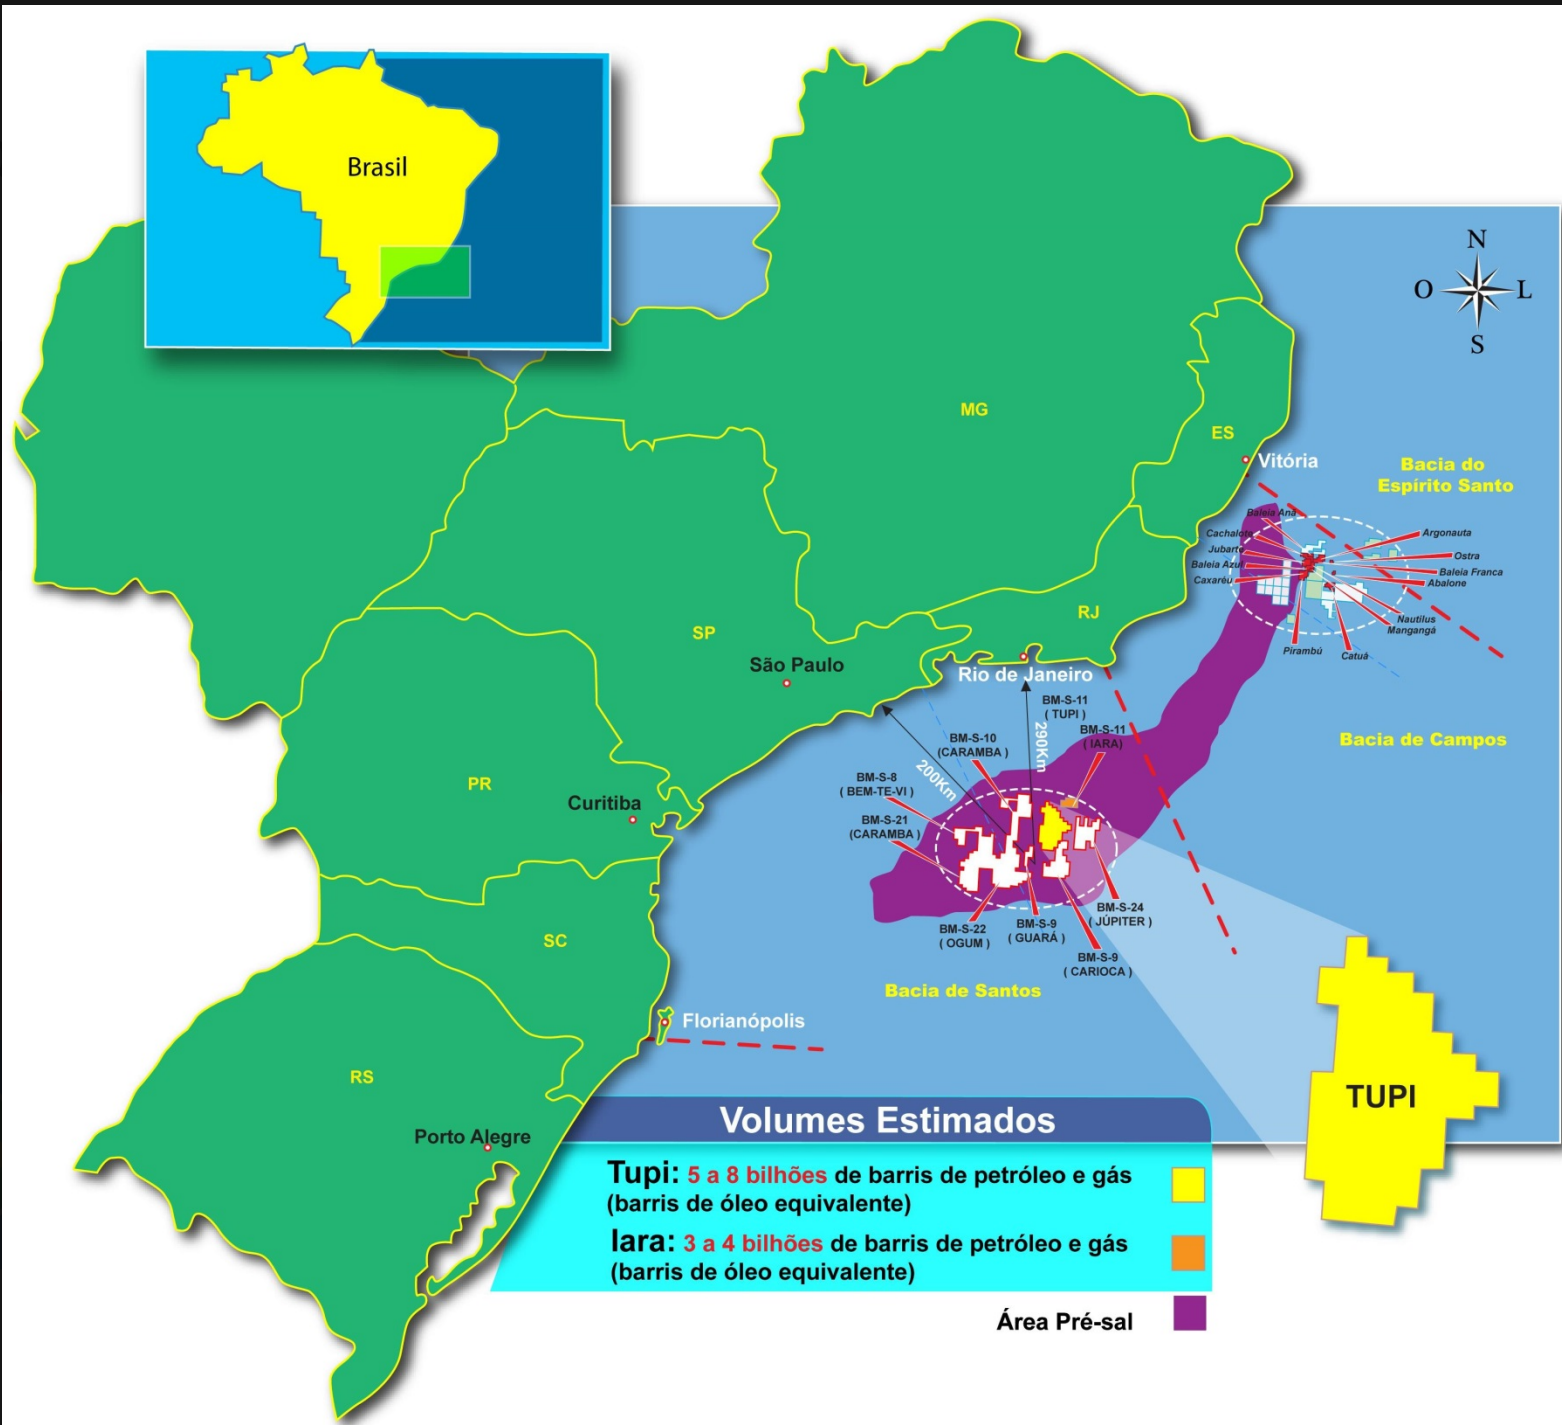 Brasil
N
O
L
S
MG
ES
Vitória
Bacia do
Espírito Santo
Baleia Anã
Cachalote
Jubarte
Baleia Azul
Caxaréu
Argonauta
Ostra
Baleia Franca
Abalone
Nautilus
Mangangá
Pirambú
Catuá
RJ
SP
São Paulo
Rio de Janeiro
BM-S-11
( TUPI )
BM-S-11
( IARA)
290Km
BM-S-10
(CARAMBA )
200Km
Bacia de Campos
BM-S-8
( BEM-TE-VI )
BM-S-21
(CARAMBA )
PR
Curitiba
BM-S-24
( JÚPITER )
BM-S-9
( GUARÁ )
BM-S-22
( OGUM )
BM-S-9
( CARIOCA )
SC
Bacia de Santos
Florianópolis
RS
TUPI
Porto Alegre
Volumes Estimados
Tupi: 5 a 8 bilhões de barris de petróleo e gás
(barris de óleo equivalente)
Iara: 3 a 4 bilhões de barris de petróleo e gás
(barris de óleo equivalente)
Área Pré-sal